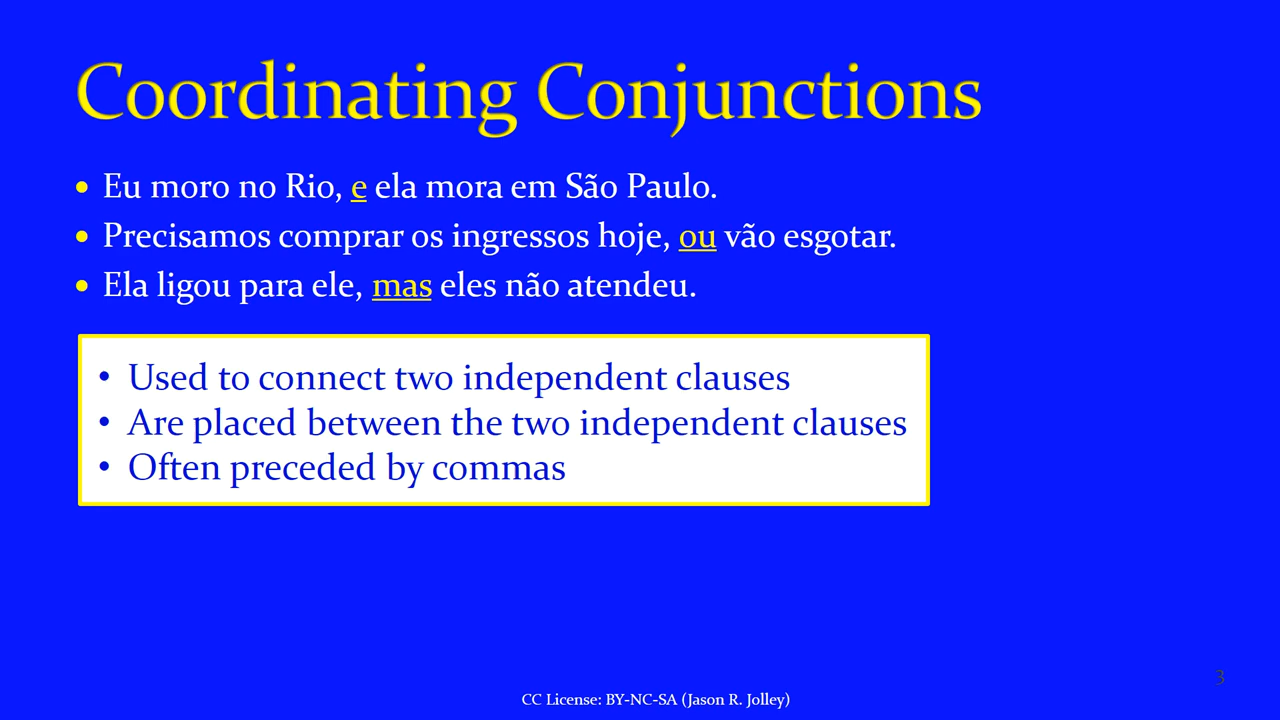 Coordinating Conjunctions
• Eu moro no Rio, e ela mora em São Paulo.
• Precisamos comprar os ingressos hoje, ou vão esgotar.
• Ela ligou para ele, mas eles não atendeu.
• Used to connect two independent clauses
• Are placed between the two independent clauses
• Often preceded by commas
3
CC License: BY-NC-SA (Jason R. Jolley)